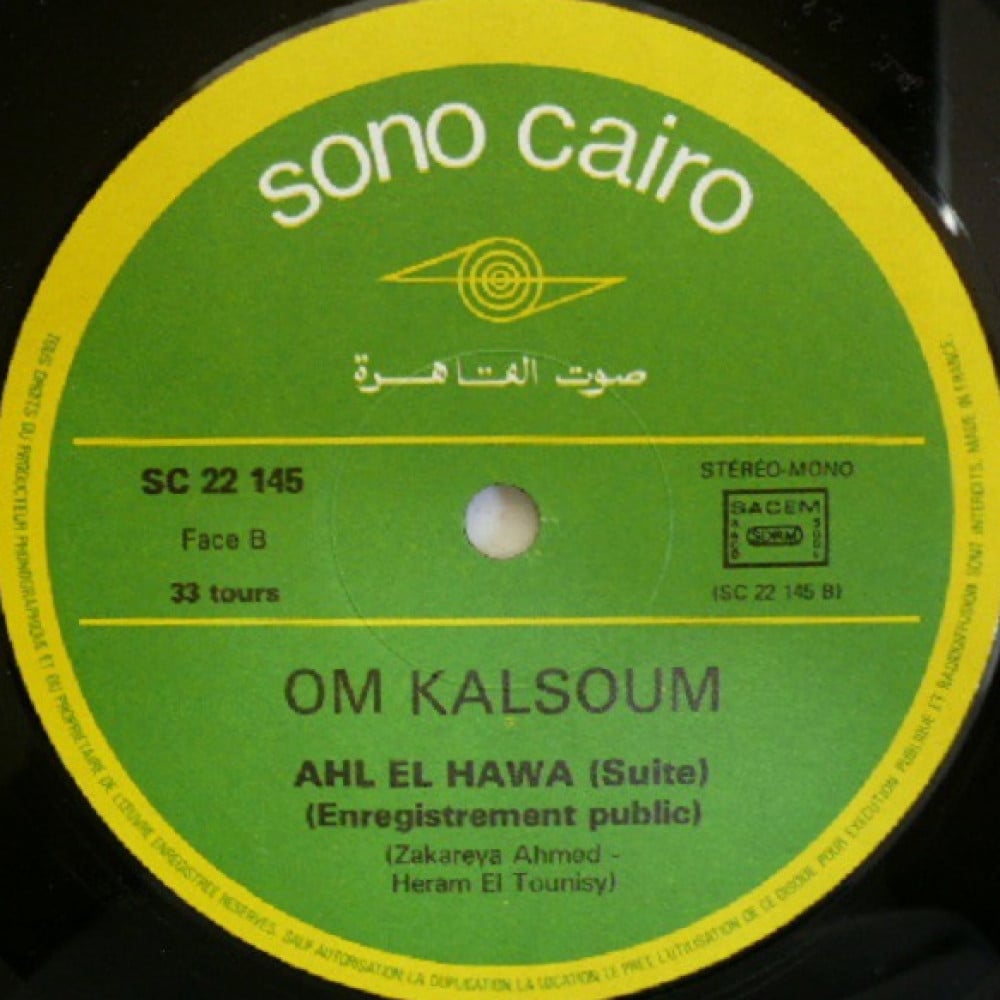 sono cairo
صوت القاهرة
SC 22 145
Face B
33 tours
STÉRÉO-MONO
SACEM
SDRM
(SC 22 145 B)
OM KALSOUM
AHL EL HAWA (Suite)
(Enregistrement public)
(Zakareya Ahmed -
Heram El Tounisy)
TOUS DROITS DU PRODUCTEUR PHONOGRAPHIQUE ET DU PROPRIETAIRE DE L'ŒUVRE ENREGISTREE RESERVES. SAUF AUTORISATION, LA DUPLICATION, LA LOCATION, LE PRET, L'UTILISATION DE CE DISQUE POUR EXECUTION PUBLIQUE ET RADIODIFFUSION SONT INTERDITS. MADE IN FRANCE.